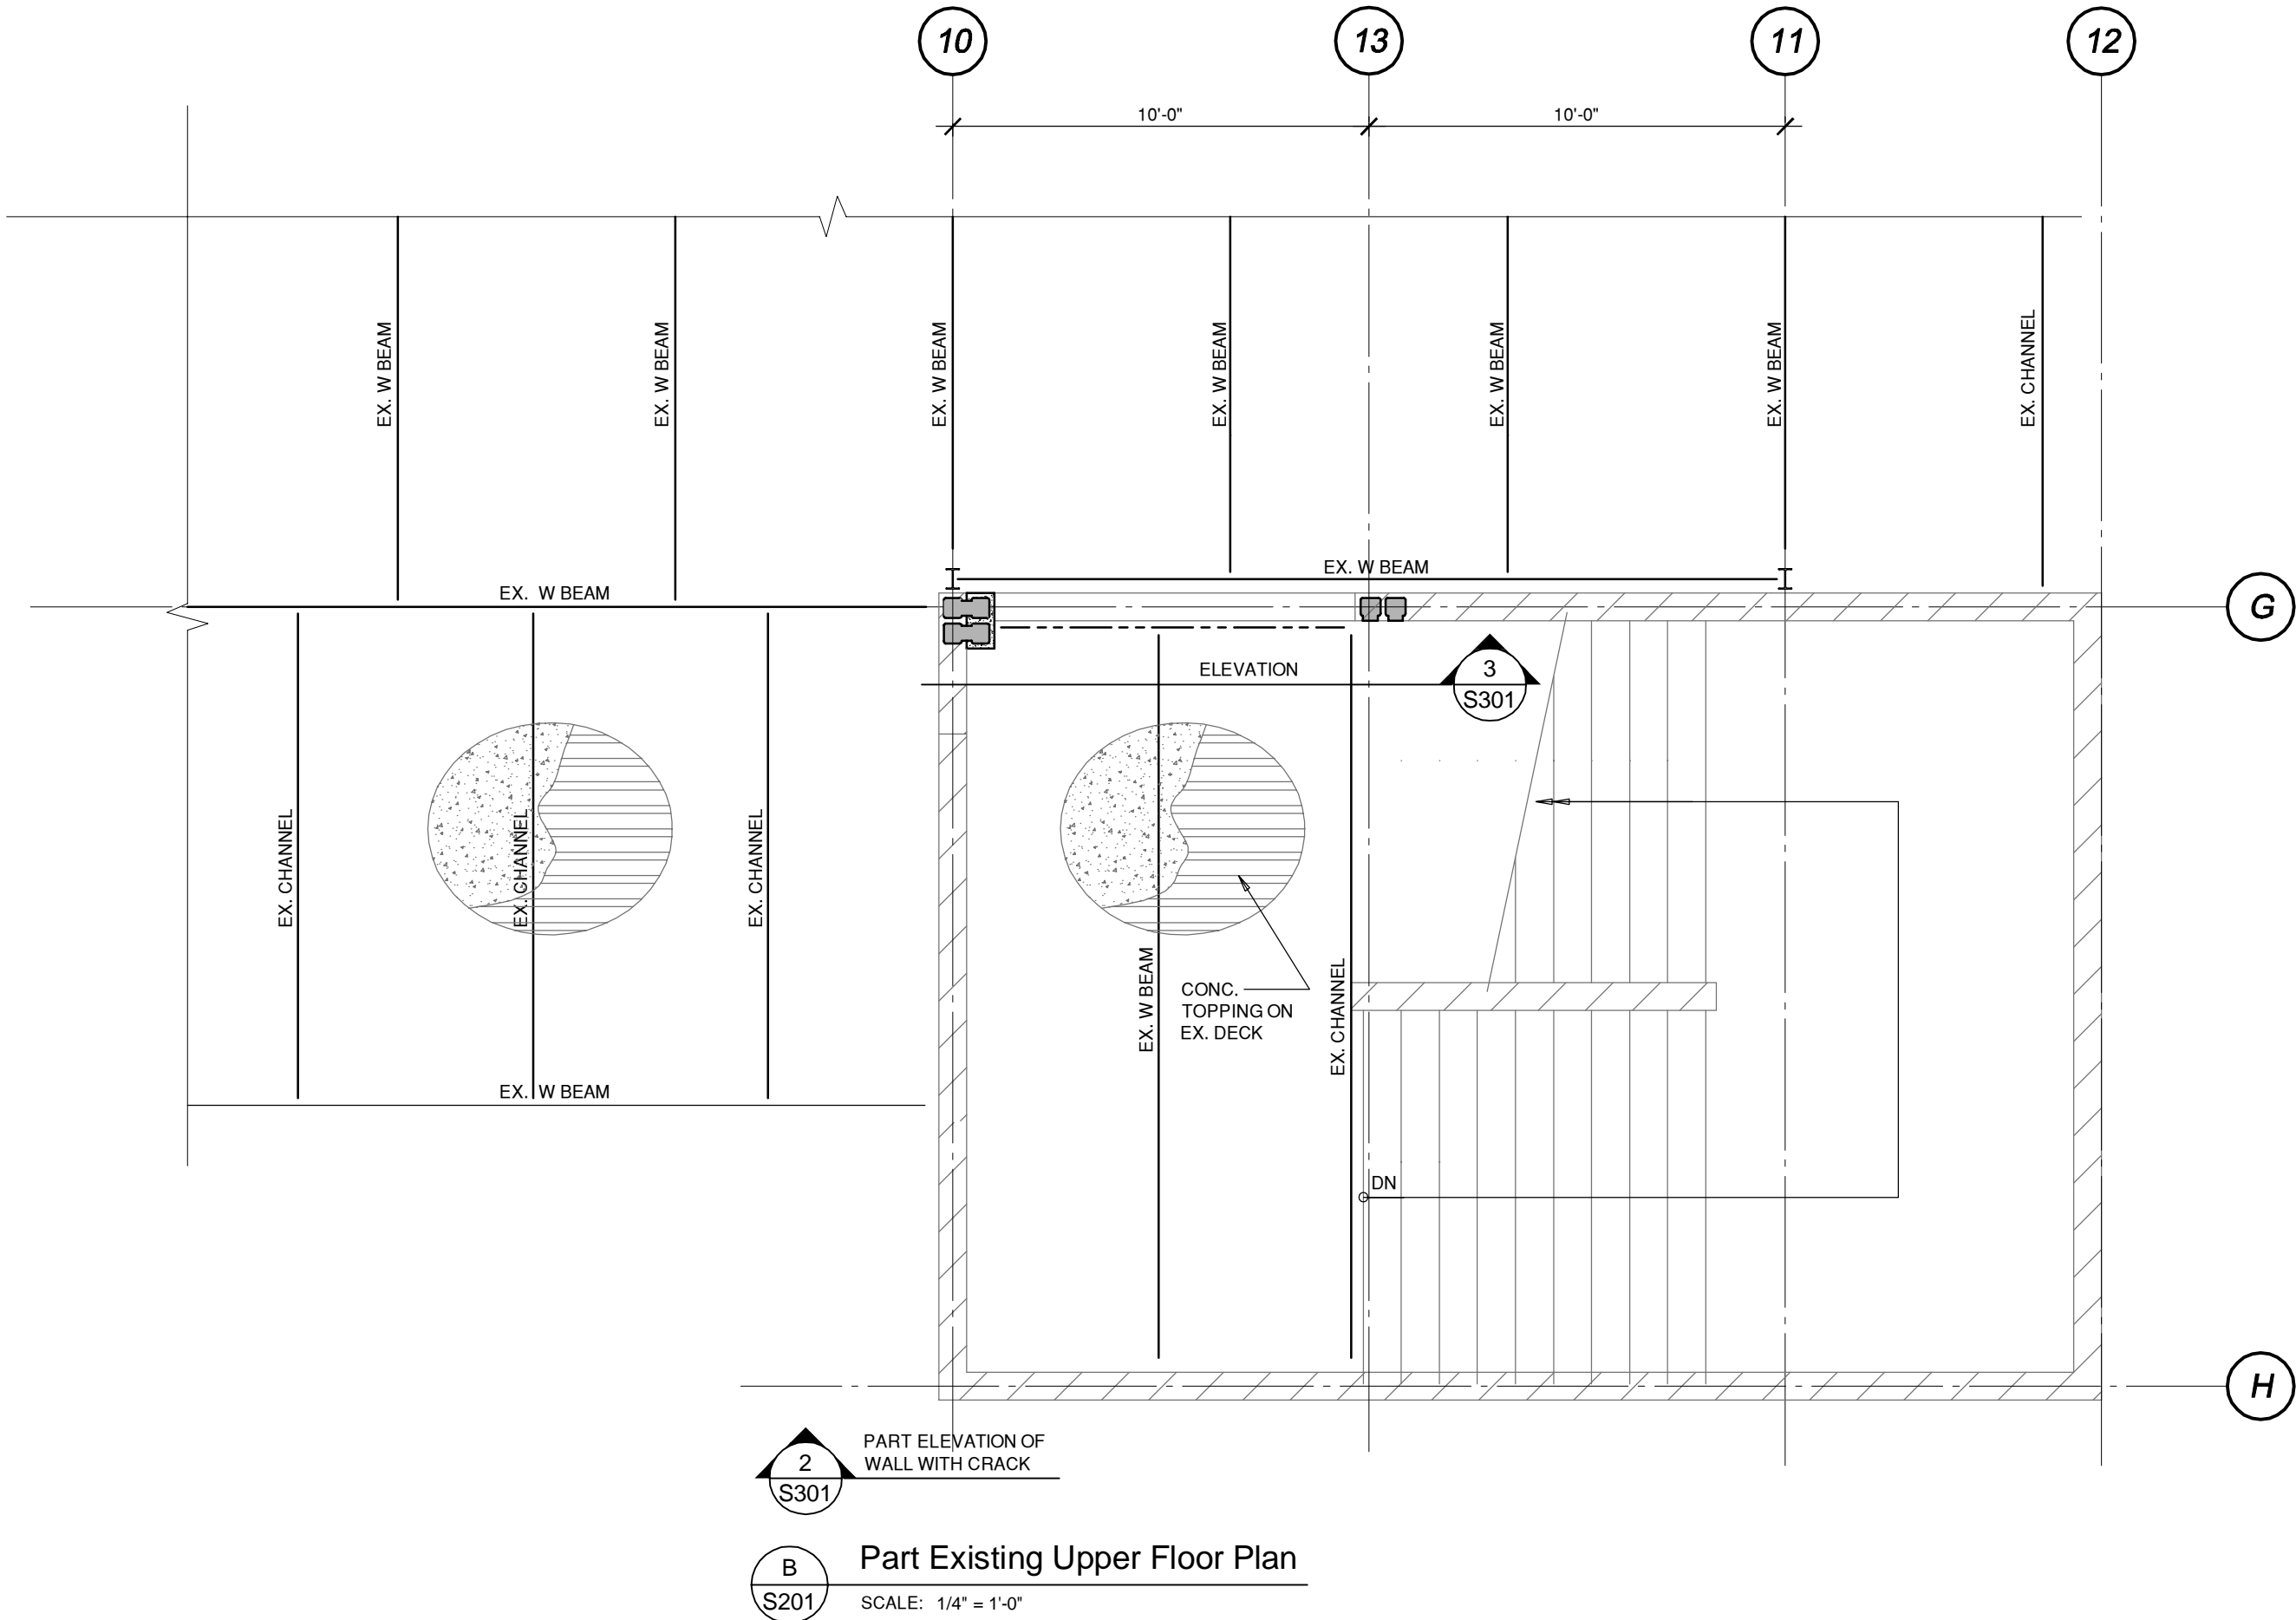 10
13
11
12
10'-0"
10'-0"
EX. W BEAM
EX. W BEAM
EX. W BEAM
EX. W BEAM
EX. W BEAM
EX. W BEAM
EX. CHANNEL
EX. W BEAM
EX. W BEAM
G
ELEVATION
3
S301
EX. CHANNEL
EX. CHANNEL
EX. CHANNEL
EX. W BEAM
CONC.
TOPPING ON
EX. DECK
EX. CHANNEL
EX. W BEAM
DN
H
2
S301
PART ELEVATION OF
WALL WITH CRACK
B
S201
Part Existing Upper Floor Plan
SCALE: 1/4" = 1'-0"